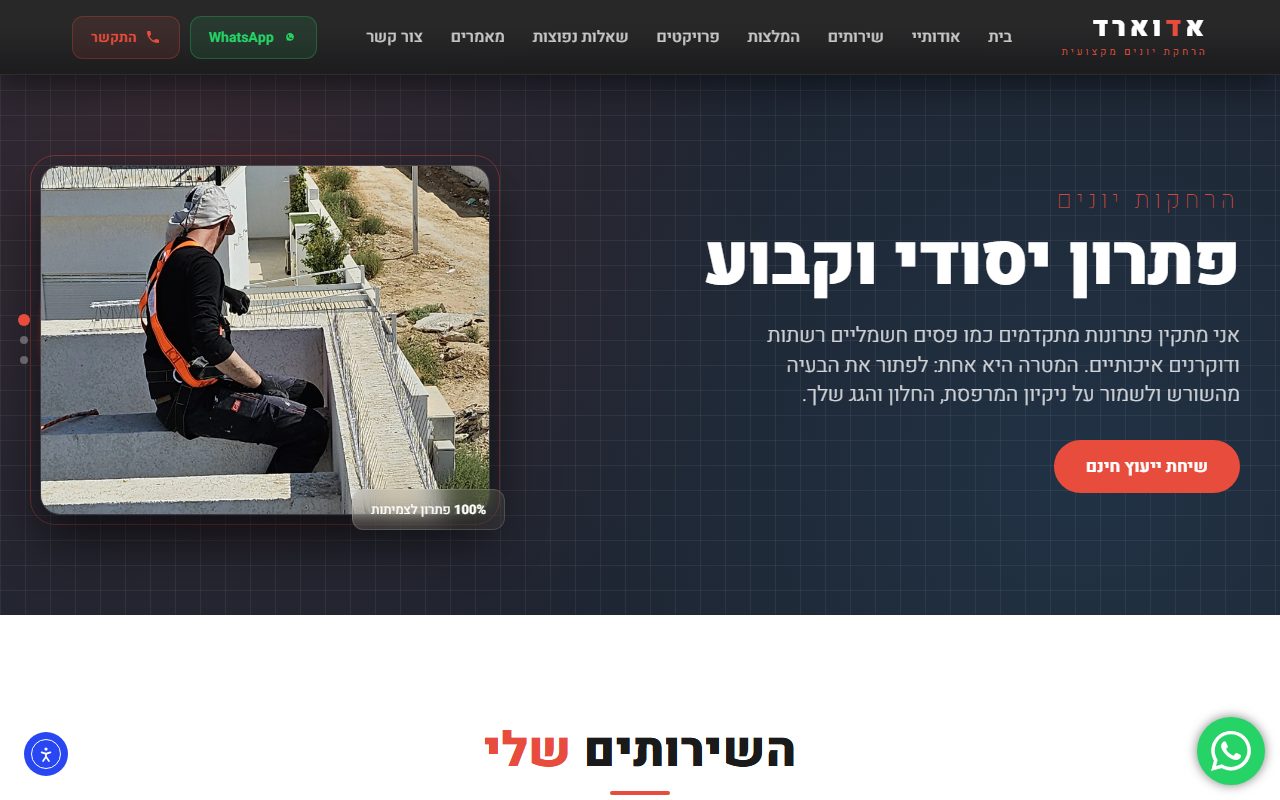 אדוארד
הרחקת יונים מקצועית
בית
אודותיי
שירותים
המלצות
פרויקטים
שאלות נפוצות
מאמרים
צור קשר
WhatsApp
התקשר
הרחקות יונים
פתרון יסודי וקבוע
אני מתקין פתרונות מתקדמים כמו פסים חשמליים רשתות
ודוקרנים איכותיים. המטרה היא אחת: לפתור את הבעיה
מהשורש ולשמור על ניקיון המרפסת, החלון והגג שלך.
שיחת ייעוץ חינם
100% פתרון לצמיתות
השירותים שלי